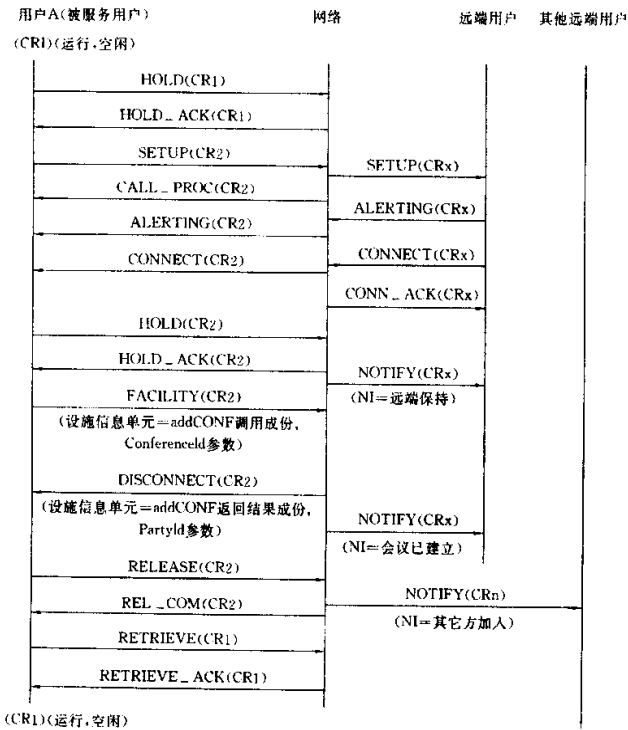 用户A(被服务用户) 网络 远端用户 其他远端用户
(CR1)(运行,空闲)
HOLD(CR1)
HOLD_ACK(CR1)
SETUP(CR2)
SETUP(CRx)
CALL_PROC(CR2)
ALERTING(CRx)
ALERTING(CR2)
CONNECT(CRx)
CONNECT(CR2)
CONN_ACK(CRx)
HOLD(CR2)
HOLD_ACK(CR2)
NOTIFY(CRx)
FACILITY(CR2)
(NI=远端保持)
(设施信息单元=addCONF调用成份,
ConferenceId参数)
DISCONNECT(CR2)
(设施信息单元=addCONF返回结果成份,
PartyId参数)
NOTIFY(CRx)
(NI=会议已建立)
RELEASE(CR2)
NOTIFY(CRn)
REL_COM(CR2)
(NI=其它方加入)
RETRIEVE(CR1)
RETRIEVE_ACK(CR1)
(CR1)(运行,空闲)